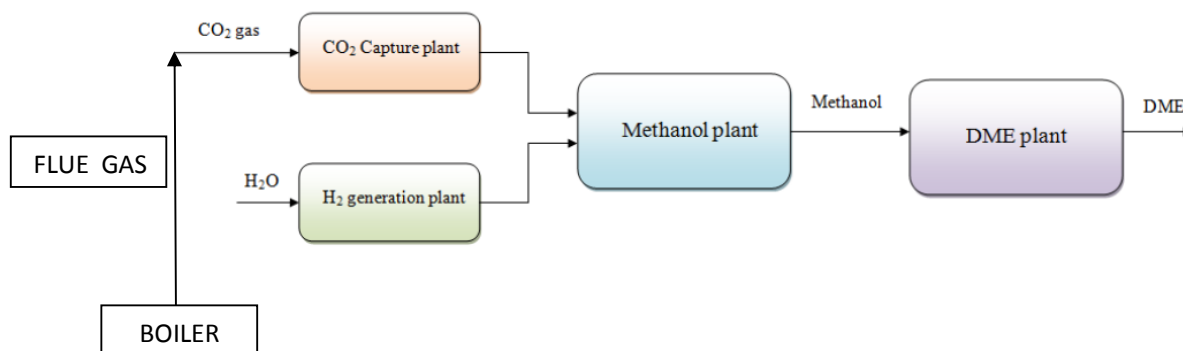 CO₂ gas
CO₂ Capture plant
Methanol plant
Methanol
DME plant
DME
FLUE GAS
H₂O
H₂ generation plant
BOILER